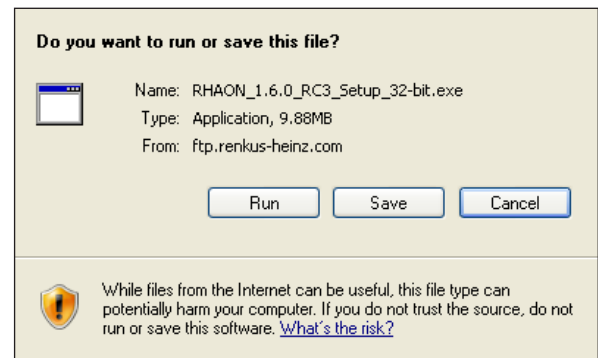 Do you want to run or save this file?
Name: RHAON_1.6.0_RC3_Setup_32-bit.exe
Type: Application, 9.88MB
From: ftp.renkus-heinz.com
Run Save Cancel
While files from the Internet can be useful, this file type can
potentially harm your computer. If you do not trust the source, do not
run or save this software. What's the risk?